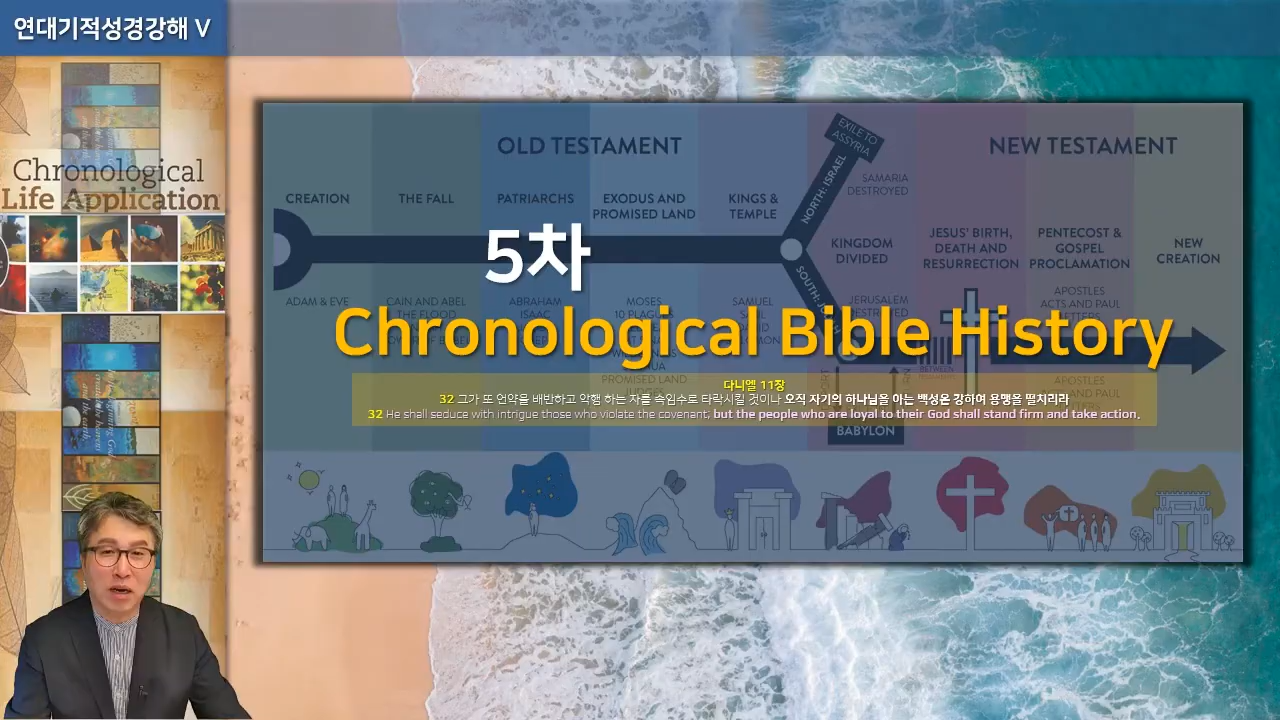 연대기적성경강해 V
Chronological
Life Application
OLD TESTAMENT
NEW TESTAMENT
EXILE TO
ASSYRIA
NORTH: ISRAEL
SAMARIA
DESTROYED
CREATION
THE FALL
PATRIARCHS
EXODUS AND
PROMISED LAND
KINGS &
TEMPLE
KINGDOM
DIVIDED
JESUS' BIRTH,
DEATH AND
RESURRECTION
PENTECOST &
GOSPEL
PROCLAMATION
NEW
CREATION
5차
SOUTH:
ADAM & EVE
CAIN AND ABEL
THE FLOOD
ABRAHAM
ISAAC
MOSES
10 PLAGUES
SAMUEL
JERUSALEM
APOSTLES
ACTS AND PAUL
Chronological Bible History
PROMISED LAND
APOSTLES
다니엘 11장
32 그가 또 언약을 배반하고 악행 하는 자를 속임수로 타락시킬 것이나 오직 자기의 하나님을 아는 백성은 강하여 용맹을 떨치리라
32 He shall seduce with intrigue those who violate the covenant; but the people who are loyal to their God shall stand firm and take action.
BABYLON